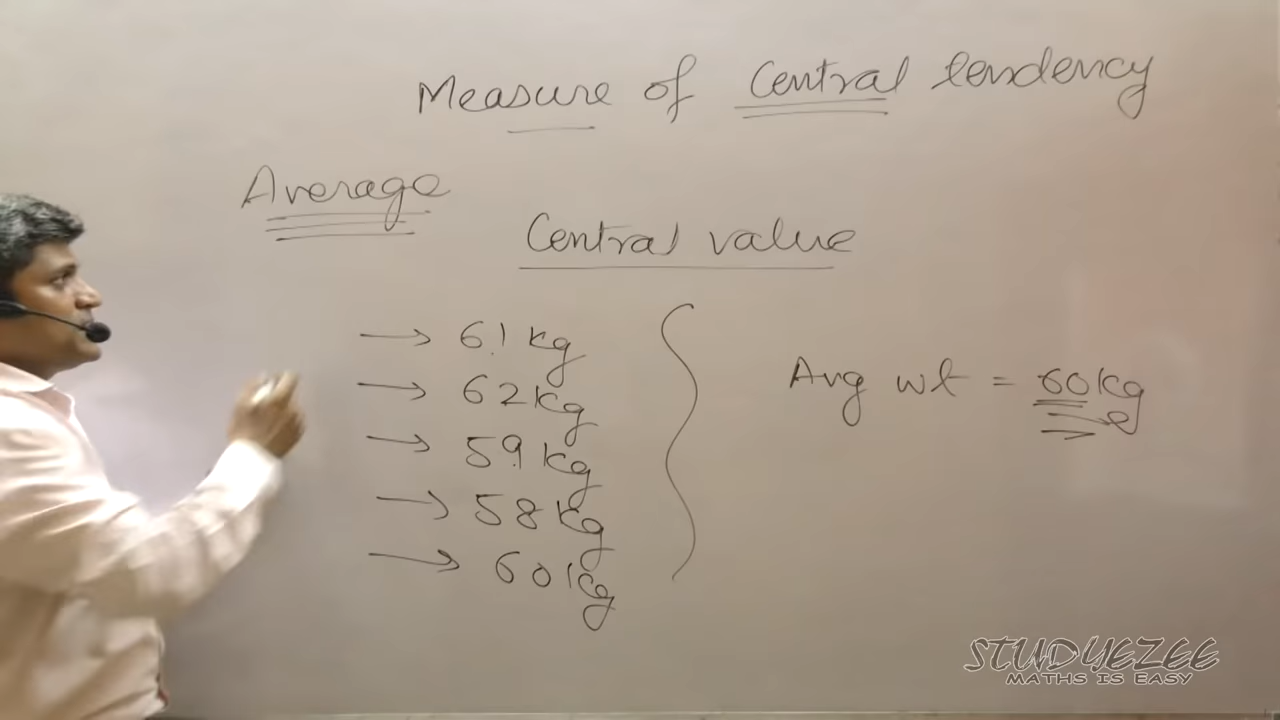 Measure of Central tendency
Average
Central value
→ 61 kg
→ 62 kg
→ 59 kg
→ 58 kg
→ 60 kg
Avg wt = 60 kg
STUDYEZEE
MATHS IS EASY